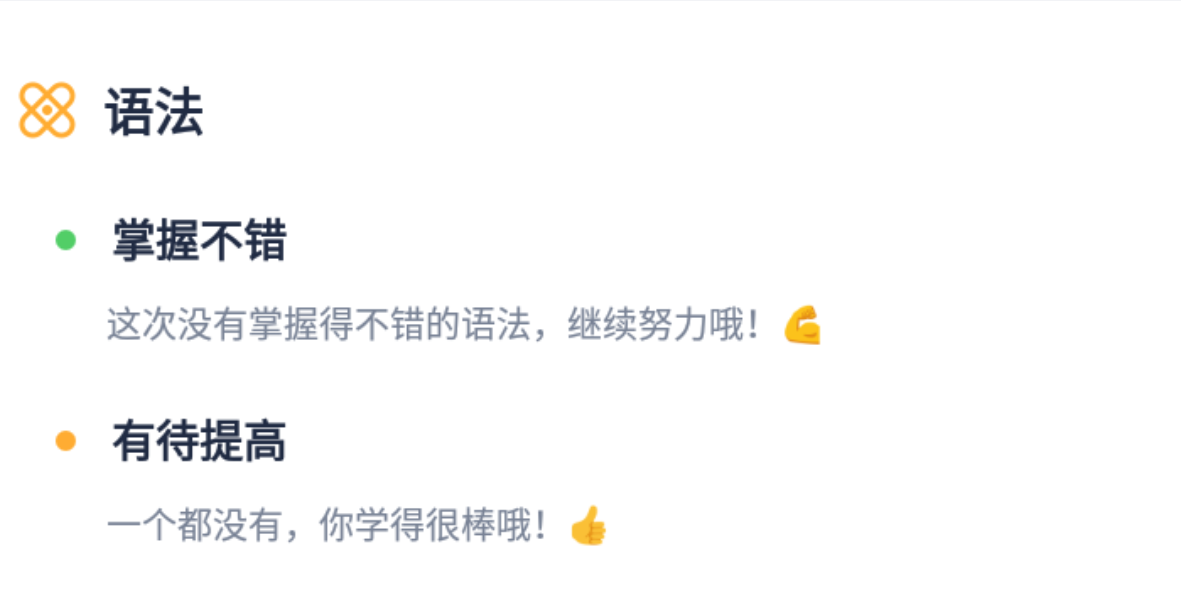 语法
掌握不错
这次没有掌握得不错的语法，继续努力哦！💪
有待提高
一个都没有，你学得很棒哦！👍